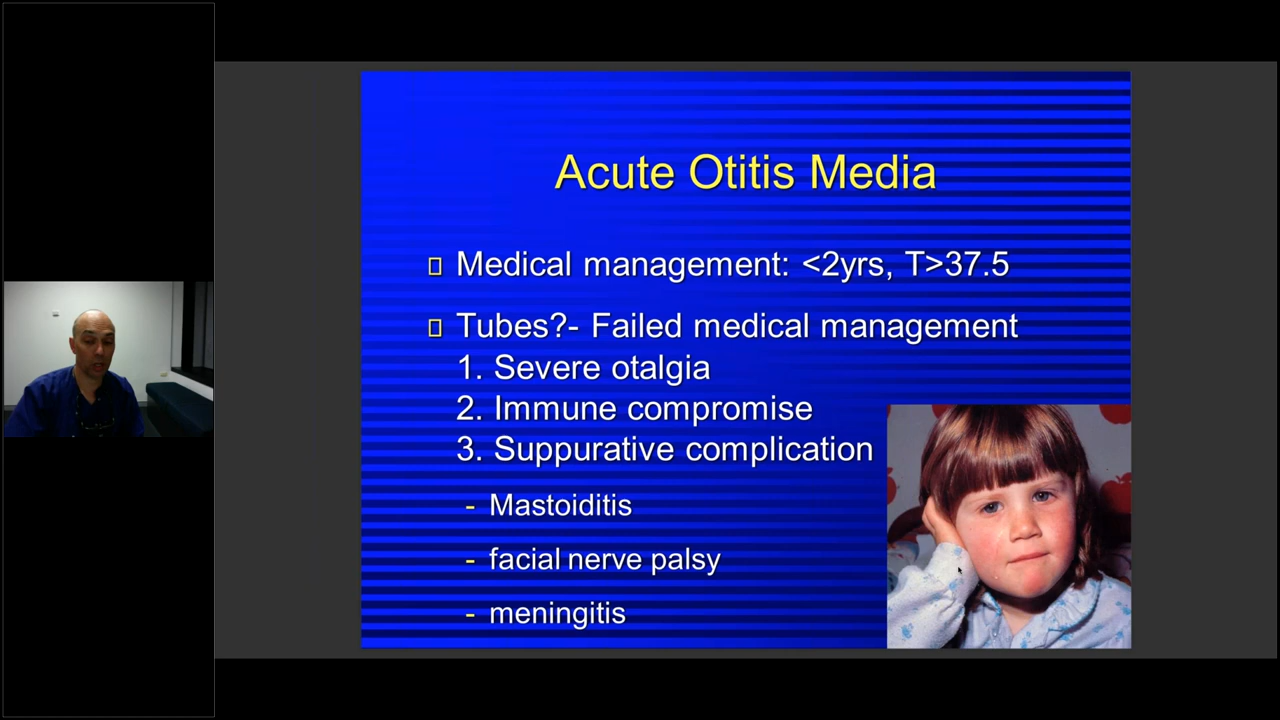 Acute Otitis Media
Medical management: <2yrs, T>37.5
Tubes?- Failed medical management
1. Severe otalgia
2. Immune compromise
3. Suppurative complication
- Mastoiditis
- facial nerve palsy
- meningitis